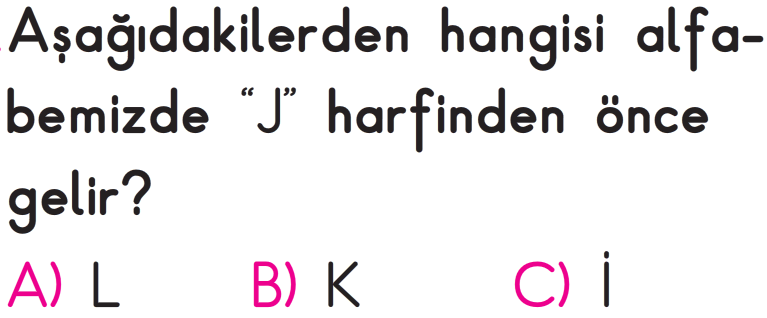 Aşağıdakilerden hangisi alfa-
bemizde “J” harfinden önce
gelir?
A) L B) K C) İ